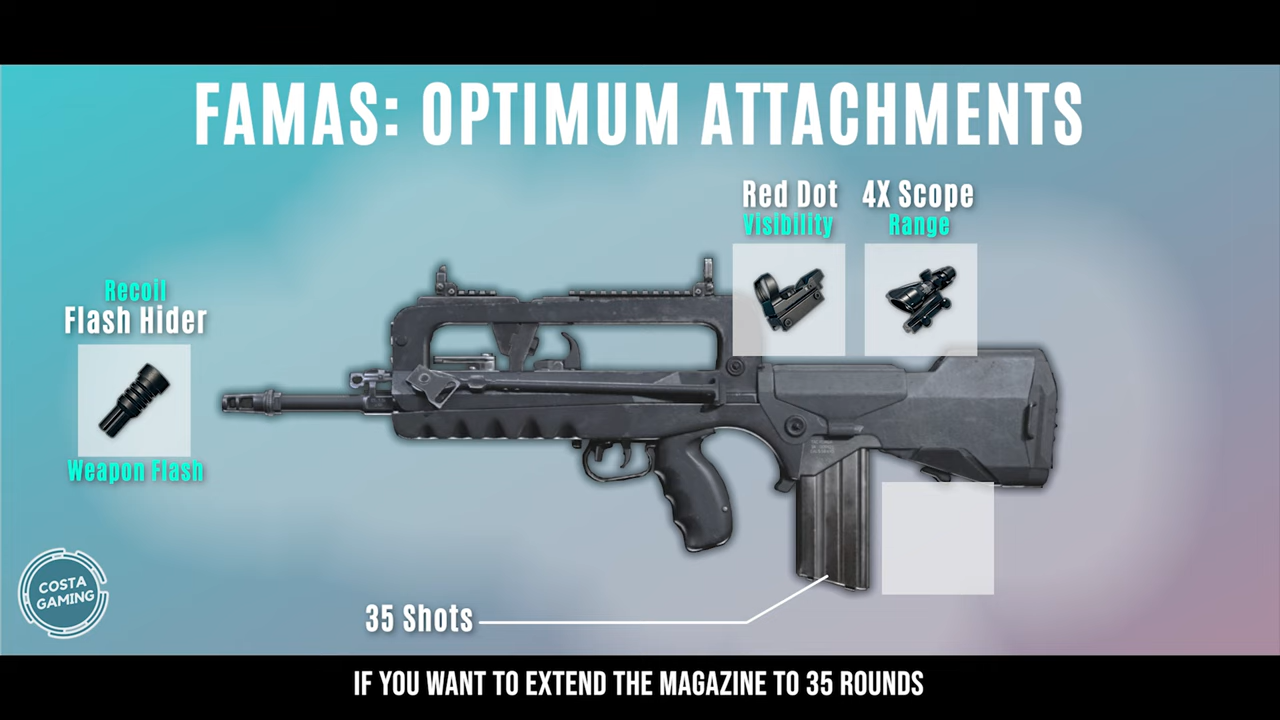 FAMAS: OPTIMUM ATTACHMENTS
Red Dot
Visibility
4X Scope
Range
Recoil
Flash Hider
Weapon Flash
COSTA
GAMING
35 Shots
IF YOU WANT TO EXTEND THE MAGAZINE TO 35 ROUNDS